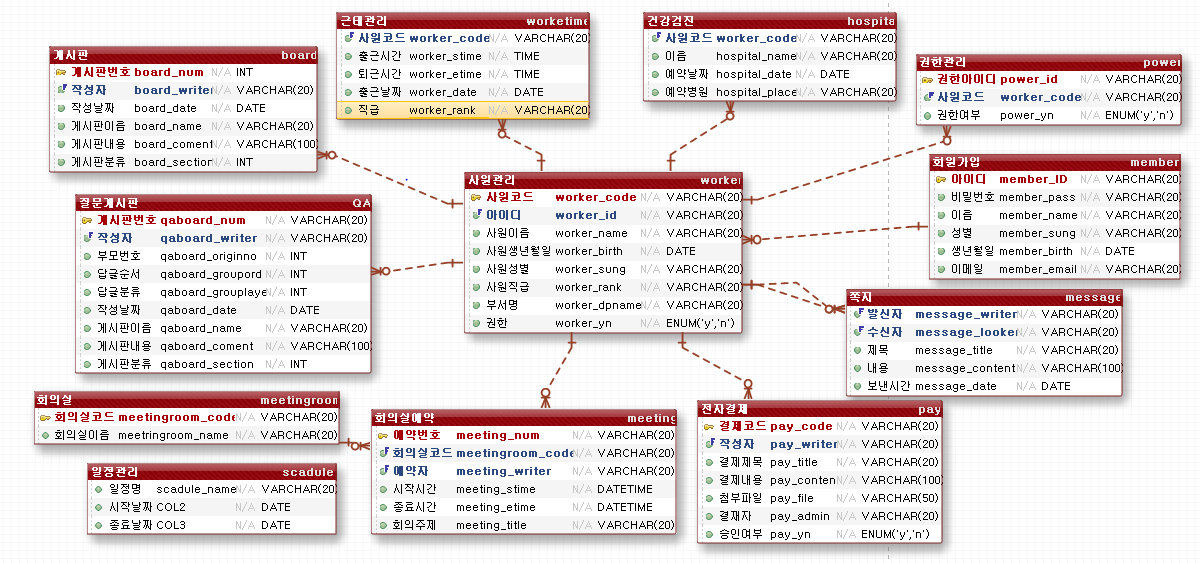 근태관리 worketime
사원코드 worker_code N/A VARCHAR(20)
출근시간 worker_stime N/A TIME
퇴근시간 worker_etime N/A TIME
출근날짜 worker_date N/A DATE
직급 worker_rank N/A VARCHAR(20)
건강검진 hospita
사원코드 worker_code N/A VARCHAR(20)
이름 hospital_name N/A VARCHAR(20)
예약날짜 hospital_date N/A DATE
예약병원 hospital_place N/A VARCHAR(20)
게시판 board
게시판번호 board_num N/A INT
작성자 board_writer N/A VARCHAR(20)
작성날짜 board_date N/A DATE
게시판이음 board_name N/A VARCHAR(20)
게시판내용 board_coment N/A VARCHAR(100)
게시판분류 board_section N/A INT
권한관리 power
권한아이디 power_id N/A VARCHAR(20)
사원코드 worker_code N/A VARCHAR(20)
권한여부 power_yn N/A ENUM('y','n')
회원가입 member
아이디 member_ID N/A VARCHAR(20)
비밀번호 member_pass N/A VARCHAR(20)
이름 member_name N/A VARCHAR(20)
성별 member_sung N/A VARCHAR(20)
생년월일 member_birth N/A DATE
이메일 member_email N/A VARCHAR(20)
사원관리 worker
사원코드 worker_code N/A VARCHAR(20)
아이디 worker_id N/A VARCHAR(20)
사원이름 worker_name N/A VARCHAR(20)
사원생년월일 worker_birth N/A DATE
사원성별 worker_sung N/A VARCHAR(20)
사원직급 worker_rank N/A VARCHAR(20)
부서명 worker_dpname N/A VARCHAR(20)
권한 worker_yn N/A ENUM('y','n')
질문게시판 QA
게시판번호 qaboard_num N/A VARCHAR(20)
작성자 qaboard_writer N/A VARCHAR(20)
부모번호 qaboard_originno N/A INT
답글순서 qaboard_groupord N/A INT
답글분류 qaboard_grouplaye N/A INT
작성날짜 qaboard_date N/A DATE
게시판이름 qaboard_name N/A VARCHAR(20)
게시판내용 qaboard_coment N/A VARCHAR(100)
게시판분류 qaboard_section N/A INT
쪽지 message
발신자 message_writer N/A VARCHAR(20)
수신자 message_looker N/A VARCHAR(20)
제목 message_title N/A VARCHAR(20)
내용 message_content N/A VARCHAR(100)
보낸시간 message_date N/A DATE
회의실 meetingroon
회의실코드 meetingroom_code N/A VARCHAR(20)
회의실이음 meetringroom_name N/A VARCHAR(20)
회의실예약 meeting
예약번호 meeting_num N/A VARCHAR(20)
회의실코드 meetingroom_code N/A VARCHAR(20)
예약자 meeting_writer N/A VARCHAR(20)
시작시간 meeting_stime N/A DATETIME
종효시간 meeting_etime N/A DATETIME
회의주제 meeting_title N/A VARCHAR(20)
전자결제 pay
결제코드 pay_code N/A VARCHAR(20)
작성자 pay_writer N/A VARCHAR(20)
결제제목 pay_title N/A VARCHAR(20)
결제내용 pay_conten N/A VARCHAR(100)
첨부파일 pay_file N/A VARCHAR(50)
결재자 pay_admin N/A VARCHAR(20)
승인여부 pay_yn N/A ENUM('y','n')
일정관리 scadule
일정명 scadule_name N/A VARCHAR(20)
시작날짜 COL2 N/A DATE
종료날짜 COL3 N/A DATE